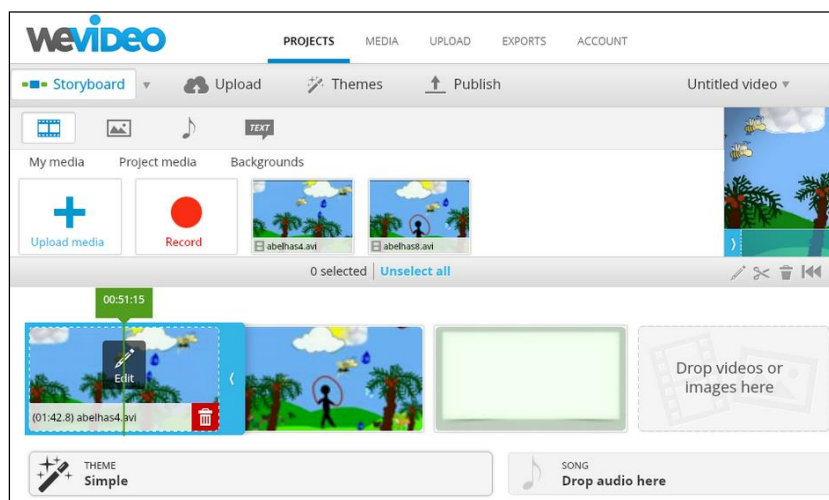 WEVIDEO
PROJECTS MEDIA UPLOAD EXPORTS ACCOUNT
Storyboard Upload Themes Publish Untitled video
TEXT
My media Project media Backgrounds
Upload media
Record
abelhas4.avi
abelhas8.avi
0 selected Unselect all
00:51:15
Edit
(01:42.8) abelhas4.avi
Drop videos or
images here
THEME
Simple
SONG
Drop audio here